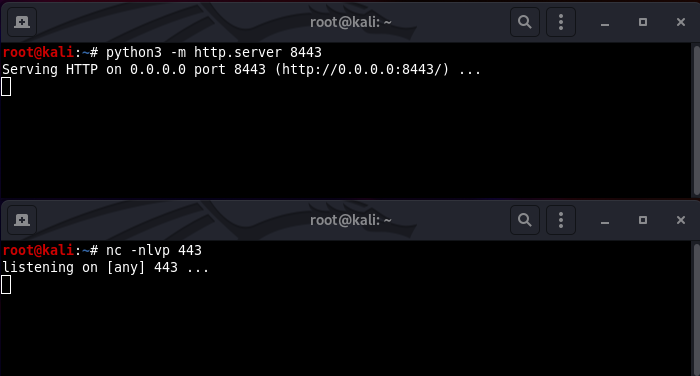 root@kali: ~
root@kali:~# python3 -m http.server 8443
Serving HTTP on 0.0.0.0 port 8443 (http://0.0.0.0:8443/) ...
root@kali: ~
root@kali:~# nc -nlvp 443
listening on [any] 443 ...